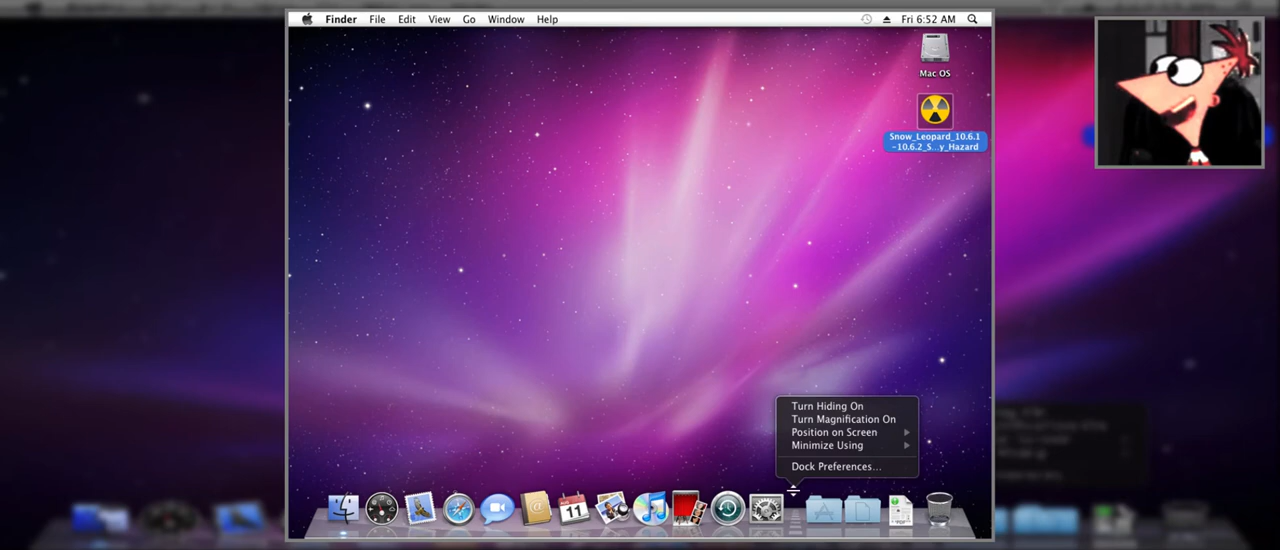 Finder File Edit View Go Window Help Fri 6:52 AM
Mac OS
Snow_Leopard_10.6.1
-10.6.2_S...y_Hazard
Turn Hiding On
Turn Magnification On
Position on Screen
Minimize Using
Dock Preferences...
11